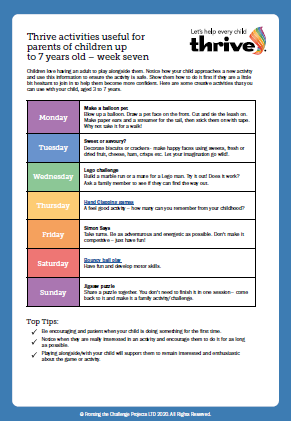 Let's help every child
thrive
Thrive activities useful for
parents of children up
to 7 years old – week seven
Children love having an adult to play alongside them. Notice how your child approaches a new activity
and use this information to ensure the activity is safe. Show them how to do it first if they are a little
bit hesitant to join in to help them become more confident. Here are some creative activities that you
can use with your child, aged 3 to 7 years.
Monday
Make a balloon pet
Blow up a balloon. Draw a pet face on the front. Cut and tie the leash on.
Make paper ears and a streamer for the tail, then stick them on with tape.
Why not take it for a walk!
Tuesday
Sweet or savoury?
Decorate biscuits or crackers- make happy faces using sweets, fresh or
dried fruit, cheese, ham, crisps etc. Let your imagination go wild!.
Wednesday
Lego challenge
Build a marble run or a maze for a Lego man. Try it out! Does it work?
Ask a family member to see if they can find the way out.
Thursday
Hand Clapping games
A feel good activity – how many can you remember from your childhood?
Friday
Simon Says
Take turns. Be as adventurous and energetic as possible. Don't make it
competitive – just have fun!
Saturday
Bouncy ball play
Have fun and develop motor skills.
Sunday
Jigsaw puzzle
Share a puzzle together. You don't need to finish it in one session – come
back to it and make it a family activity/challenge.
Top Tips:
✓ Be encouraging and patient when your child is doing something for the first time.
✓ Notice when they are really interested in an activity and encourage them to do it for as long
as possible.
✓ Playing alongside/with your child will support them to remain interested and enthusiastic
about the game or activity.
© Fronting the Challenge Projects LTD 2020. All Rights Reserved.